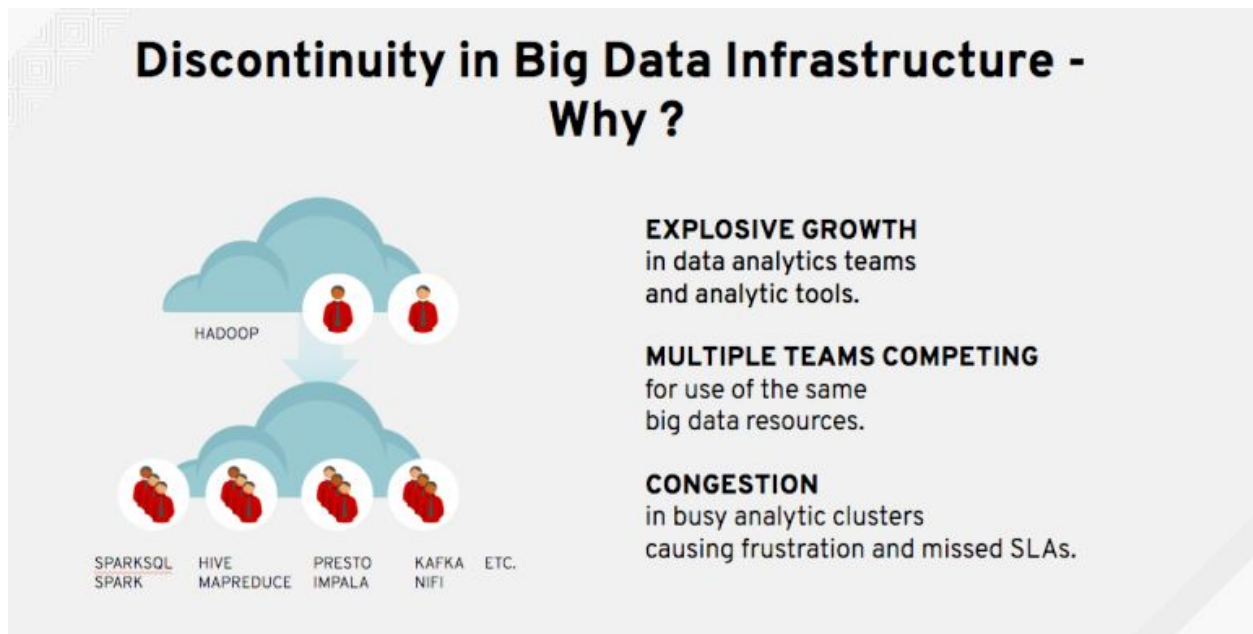 Discontinuity in Big Data Infrastructure -
Why ?
HADOOP
SPARKSQL HIVE PRESTO KAFKA ETC.
SPARK MAPREDUCE IMPALA NIFI
EXPLOSIVE GROWTH
in data analytics teams
and analytic tools.
MULTIPLE TEAMS COMPETING
for use of the same
big data resources.
CONGESTION
in busy analytic clusters
causing frustration and missed SLAs.